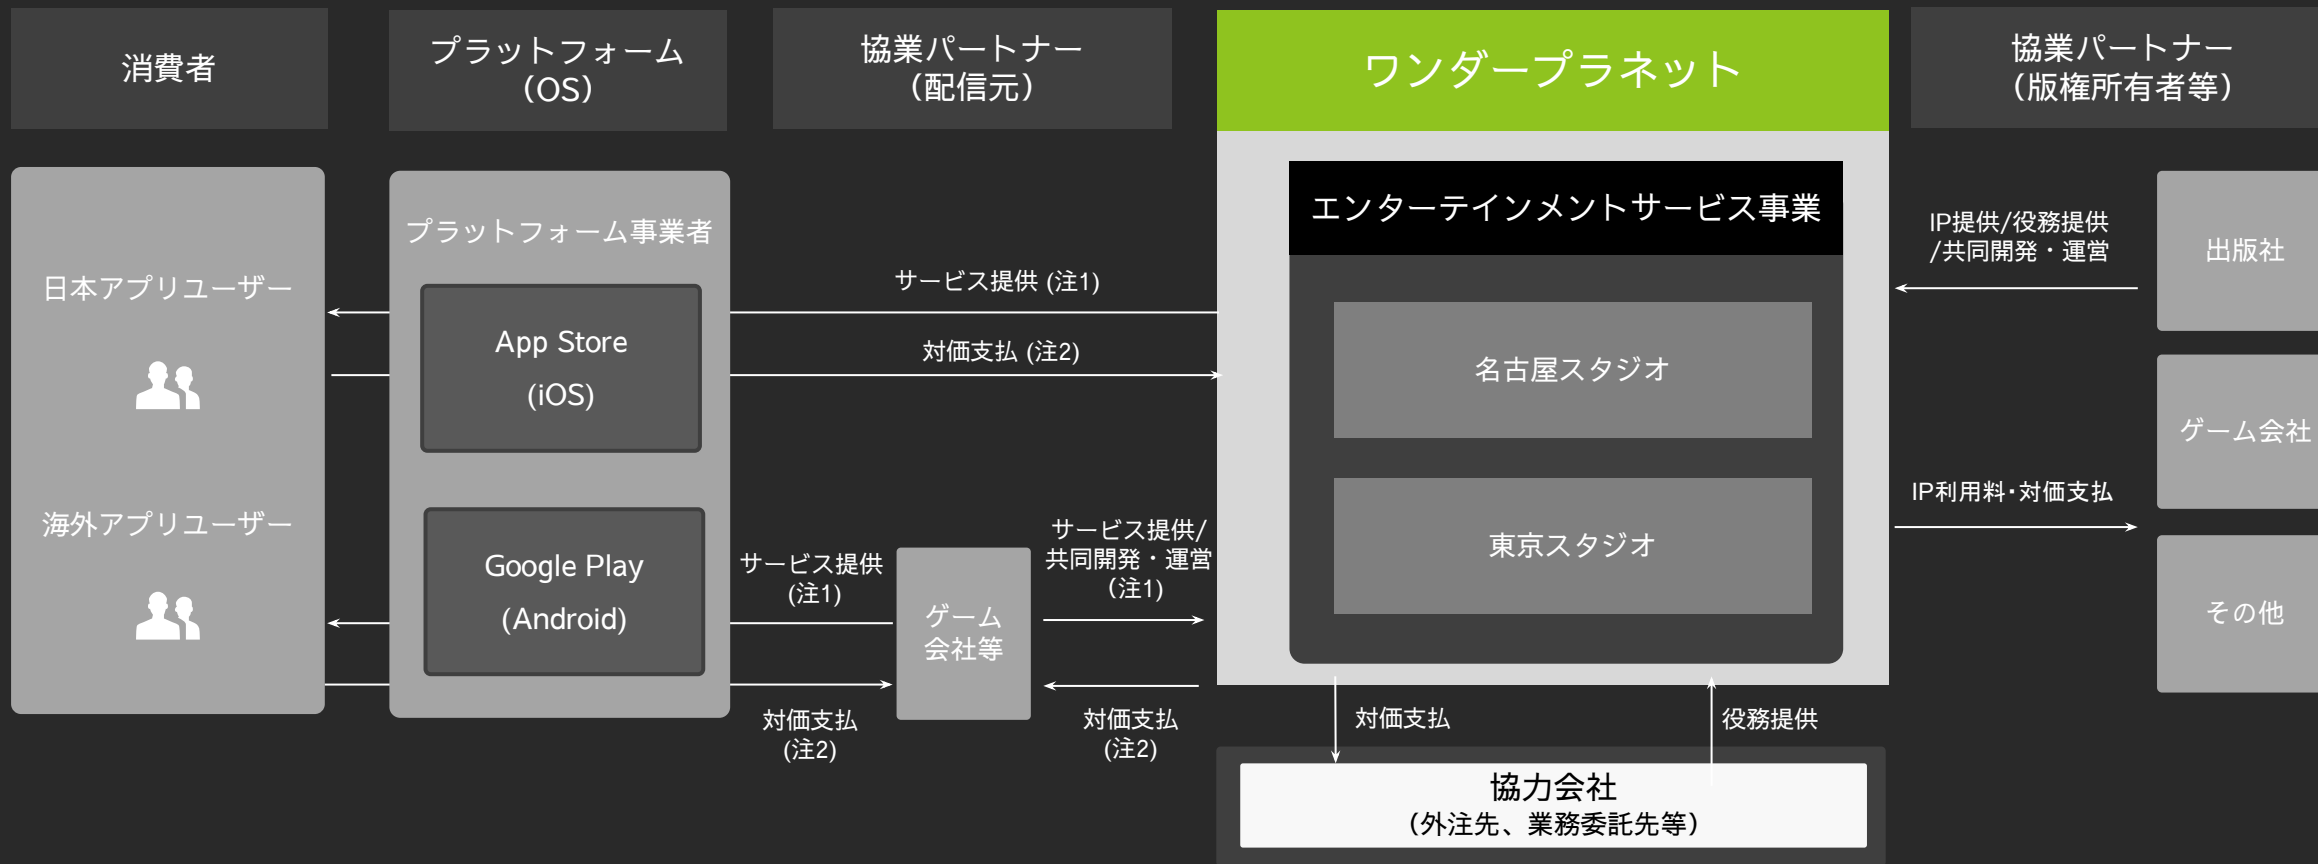 消費者
プラットフォーム
（OS）
協業パートナー
（配信元）
ワンダープラネット
協業パートナー
（版権所有者等）
日本アプリユーザー
海外アプリユーザー
プラットフォーム事業者
App Store
(iOS)
Google Play
(Android)
サービス提供 (注1)
対価支払 (注2)
サービス提供
(注1)
対価支払
(注2)
ゲーム
会社等
サービス提供/
共同開発・運営
（注1)
対価支払
(注2)
エンターテインメントサービス事業
名古屋スタジオ
東京スタジオ
対価支払
役務提供
協力会社
（外注先、業務委託先等）
IP提供/役務提供
/共同開発・運営
IP利用料・対価支払
出版社
ゲーム会社
その他